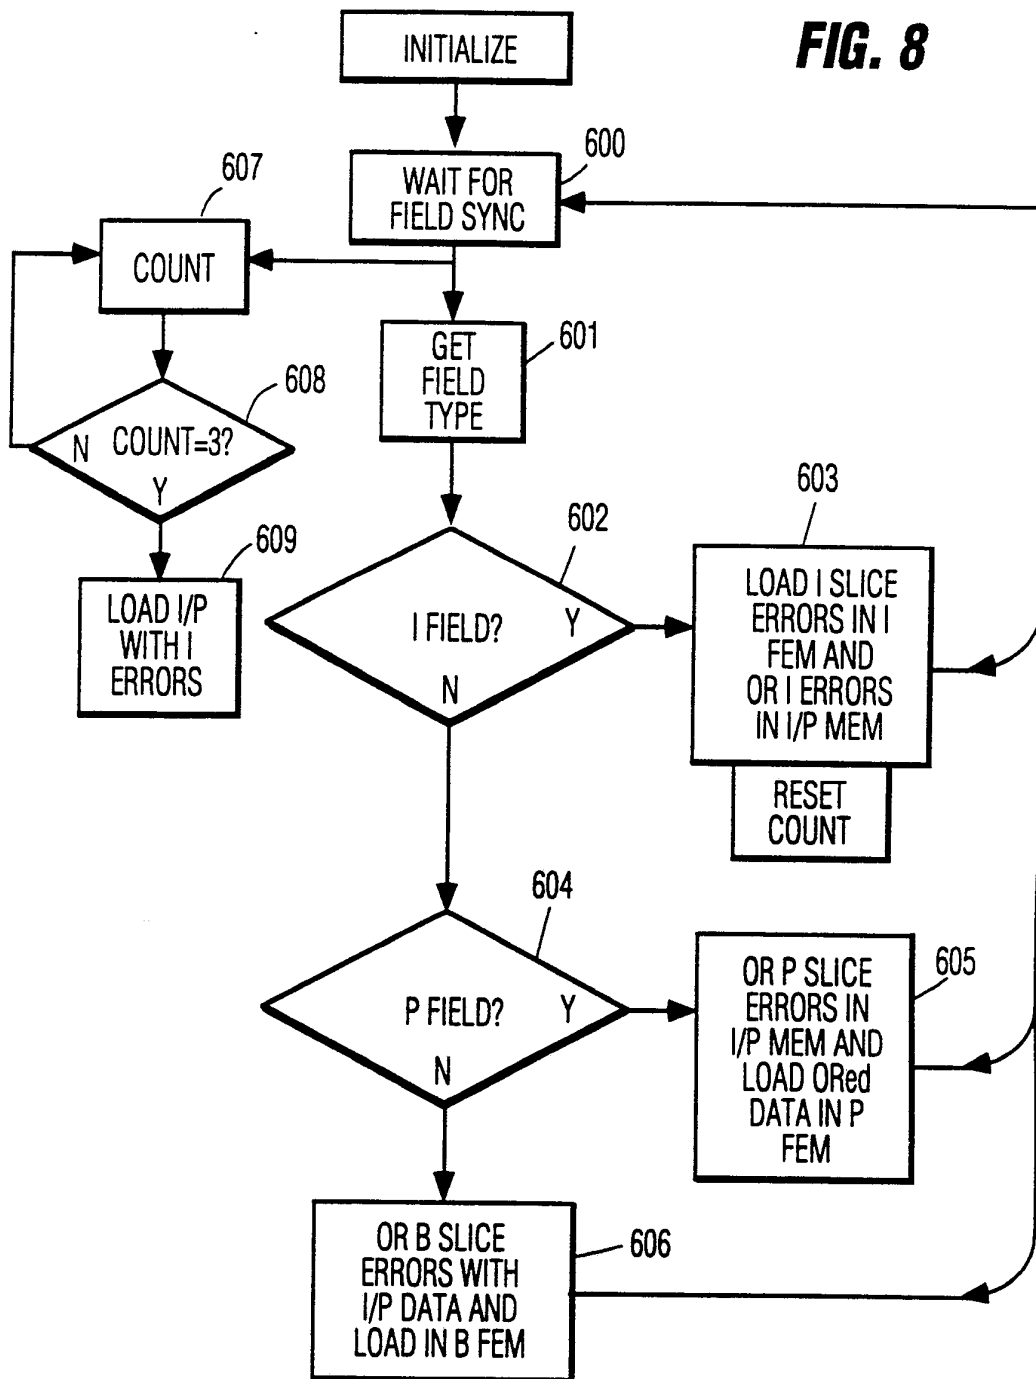 FIG. 8
INITIALIZE
600
WAIT FOR
FIELD SYNC
607
COUNT
601
GET
FIELD
TYPE
608
COUNT=3?
N
Y
609
LOAD I/P
WITH I
ERRORS
602
I FIELD?
Y
N
603
LOAD I SLICE
ERRORS IN I
FEM AND
OR I ERRORS
IN I/P MEM
RESET
COUNT
604
P FIELD?
Y
N
605
OR P SLICE
ERRORS IN
I/P MEM AND
LOAD ORed
DATA IN P
FEM
606
OR B SLICE
ERRORS WITH
I/P DATA AND
LOAD IN B FEM